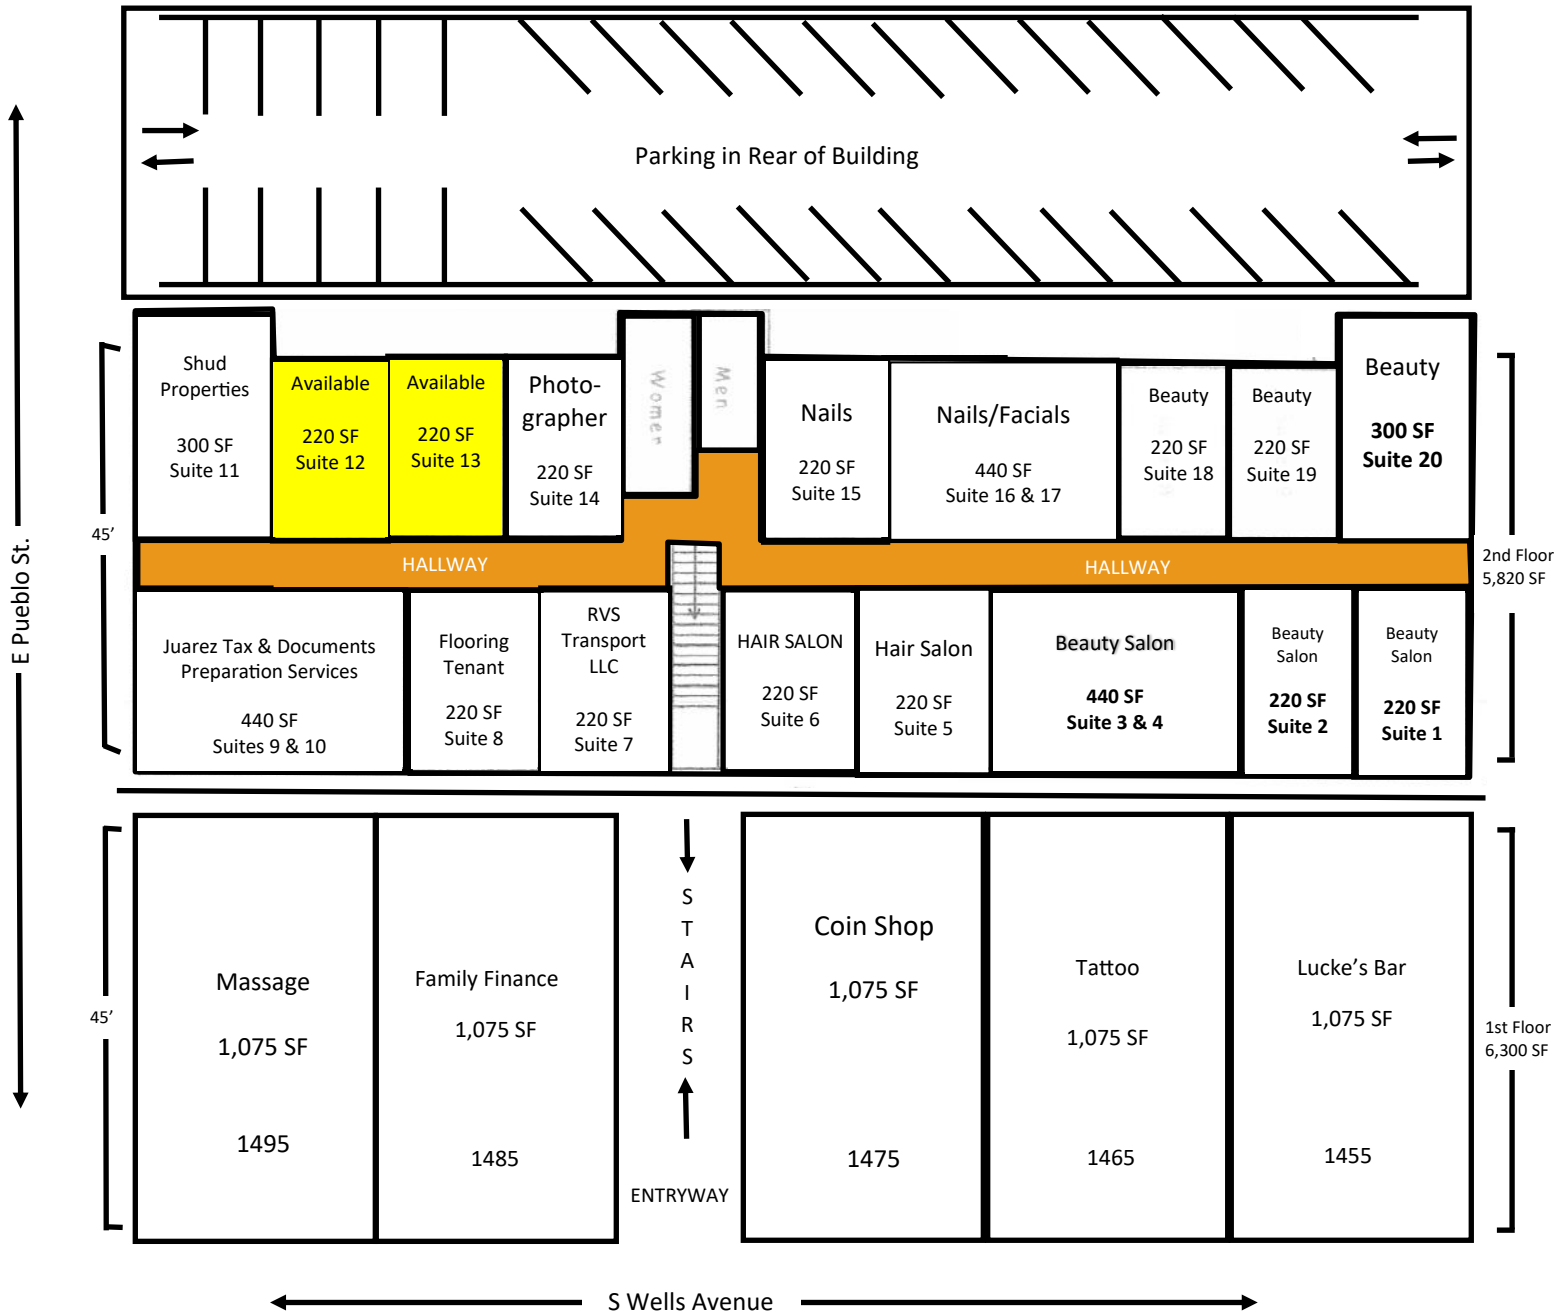 Parking in Rear of Building
E Pueblo St.
45’
Shud
Properties
300 SF
Suite 11
Available
220 SF
Suite 12
Available
220 SF
Suite 13
Photo-
grapher
220 SF
Suite 14
Women
Men
Nails
220 SF
Suite 15
Nails/Facials
440 SF
Suite 16 & 17
Beauty
220 SF
Suite 18
Beauty
220 SF
Suite 19
Beauty
300 SF
Suite 20
HALLWAY
HALLWAY
2nd Floor
5,820 SF
Juarez Tax & Documents
Preparation Services
440 SF
Suites 9 & 10
Flooring
Tenant
220 SF
Suite 8
RVS
Transport
LLC
220 SF
Suite 7
HAIR SALON
220 SF
Suite 6
Hair Salon
220 SF
Suite 5
Beauty Salon
440 SF
Suite 3 & 4
Beauty
Salon
220 SF
Suite 2
Beauty
Salon
220 SF
Suite 1
45’
Massage
1,075 SF
1495
Family Finance
1,075 SF
1485
STAIRS
ENTRYWAY
Coin Shop
1,075 SF
1475
Tattoo
1,075 SF
1465
Lucke’s Bar
1,075 SF
1455
1st Floor
6,300 SF
S Wells Avenue